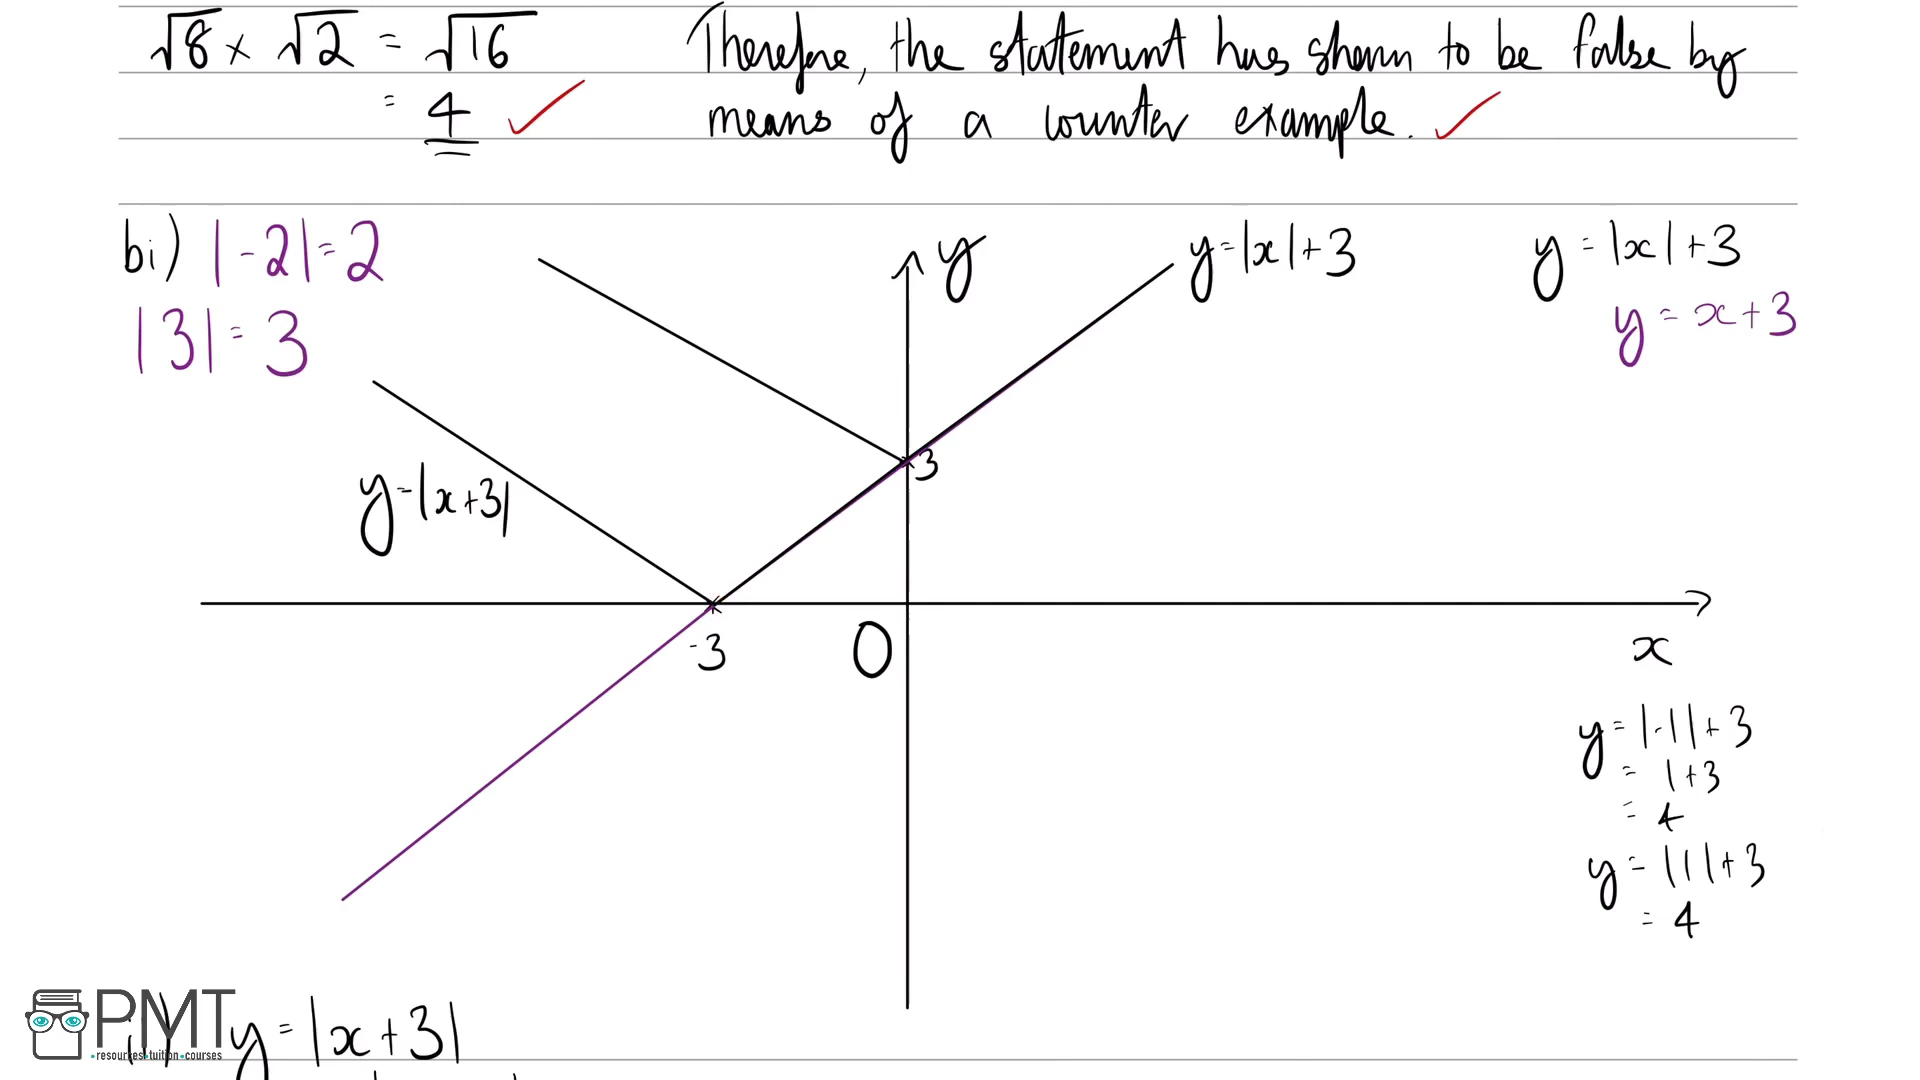 √8 × √2 = √16
= 4
Therefore, the statement has shown to be false by
means of a counter example.
bi) |-2| = 2
|3| = 3
y
y=|x|+3
y = |x|+3
y = x+3
y=|x+3|
3
-3
0
x
y = |-1|+3
= 1+3
= 4
y = |1|+3
= 4
PMT
resources•tuition•courses
ii) y = |x+3|